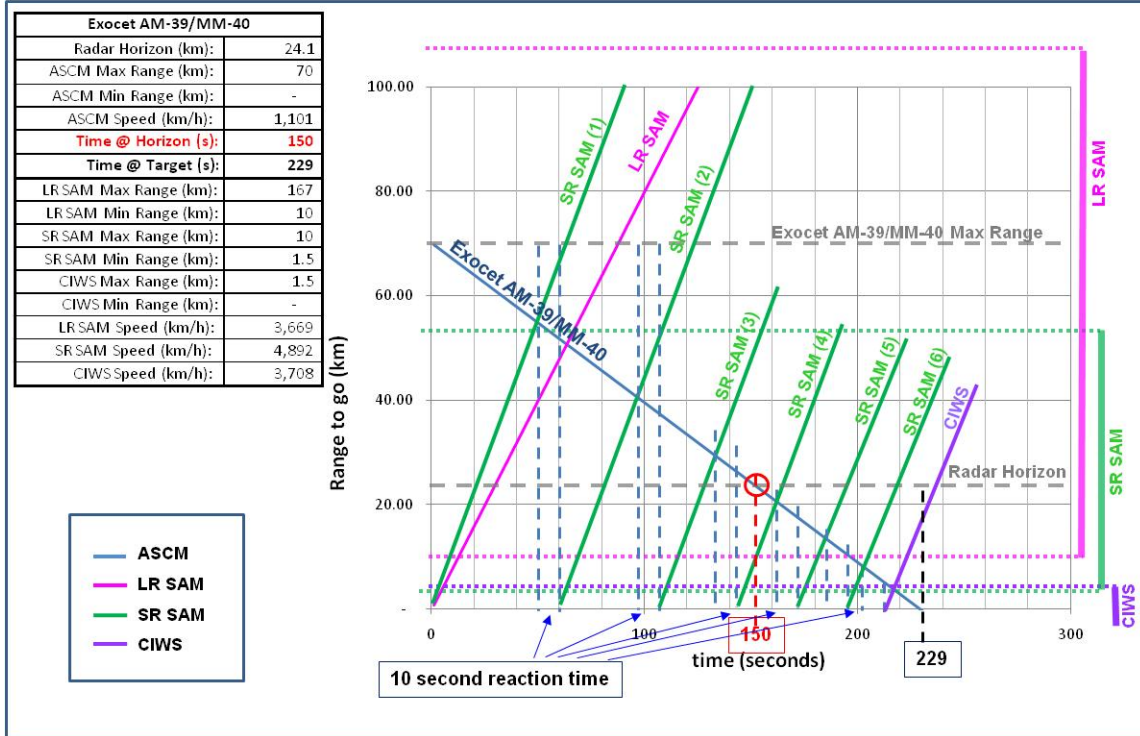 Exocet AM-39/MM-40
Radar Horizon (km): 24.1
ASCM Max Range (km): 70
ASCM Min Range (km): -
ASCM Speed (km/h): 1,101
Time @ Horizon (s): 150
Time @ Target (s): 229
LR SAM Max Range (km): 167
LR SAM Min Range (km): 10
SR SAM Max Range (km): 10
SR SAM Min Range (km): 1.5
CIWS Max Range (km): 1.5
CIWS Min Range (km): -
LR SAM Speed (km/h): 3,669
SR SAM Speed (km/h): 4,892
CIWS Speed (km/h): 3,708
ASCM
LR SAM
SR SAM
CIWS
Range to go (km)
100.00
80.00
60.00
40.00
20.00
-
SR SAM (1)
LR SAM
SR SAM (2)
Exocet AM-39/MM-40 Max Range
Exocet AM-39/MM-40
SR SAM (3)
SR SAM (4)
SR SAM (5)
SR SAM (6)
CIWS
Radar Horizon
LR SAM
SR SAM
CIWS
0
100
150
200
229
300
time (seconds)
10 second reaction time